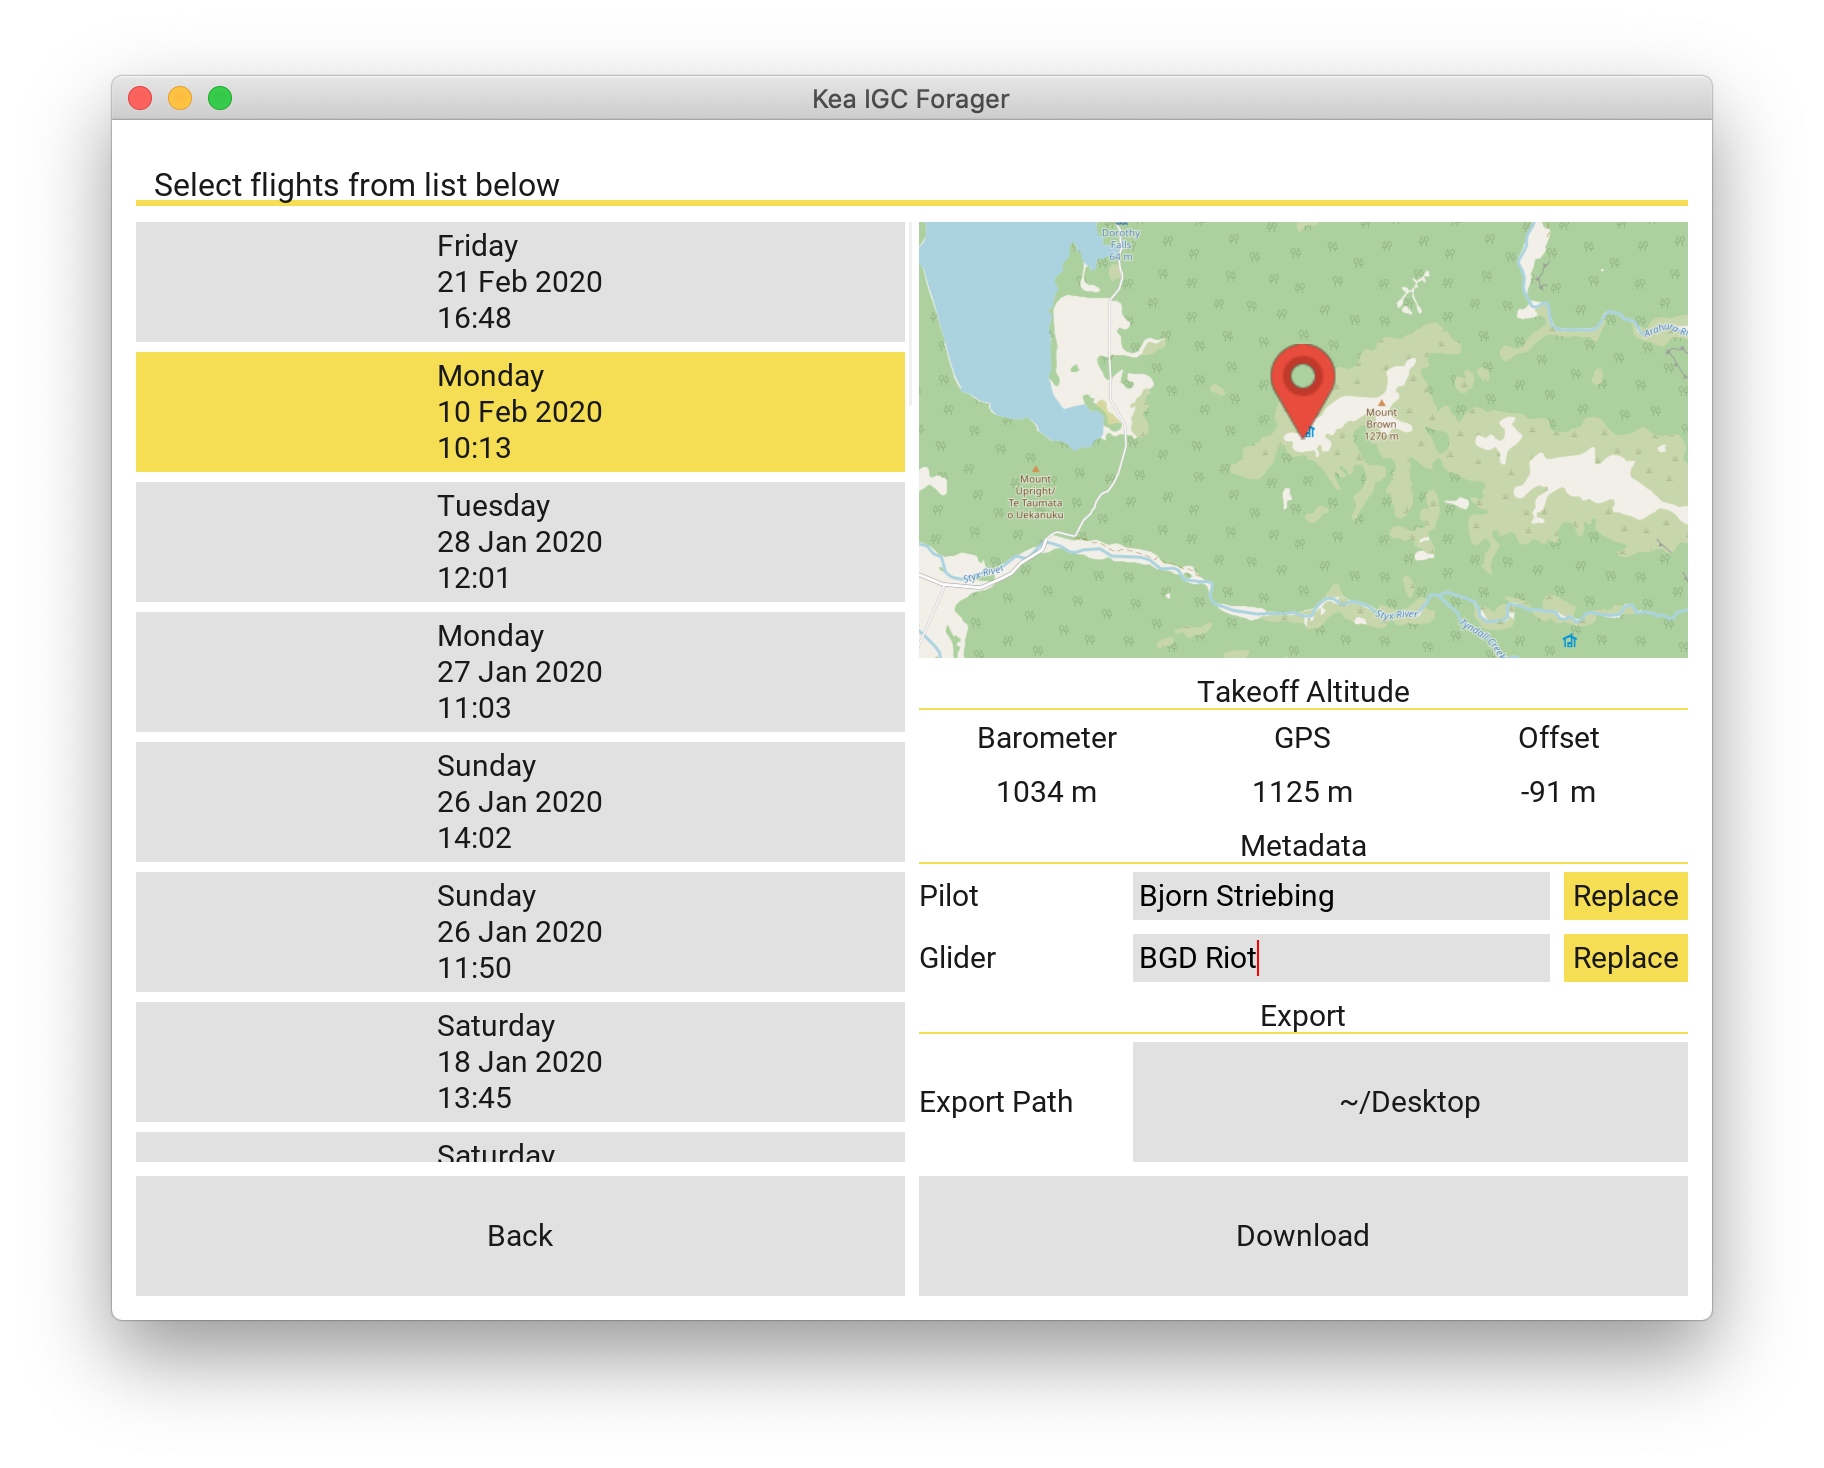 Kea IGC Forager
Select flights from list below
Friday
21 Feb 2020
16:48
Monday
10 Feb 2020
10:13
Tuesday
28 Jan 2020
12:01
Monday
27 Jan 2020
11:03
Sunday
26 Jan 2020
14:02
Sunday
26 Jan 2020
11:50
Saturday
18 Jan 2020
13:45
Saturday
Back
Dorothy
Falls
64 m
Arahura
Mount
Brown
1270 m
Mount
Upright/
Te Taumata
o Uekanuku
Styx River
Styx River
Tyndall Creek
Takeoff Altitude
Barometer GPS Offset
1034 m 1125 m -91 m
Metadata
Pilot Bjorn Striebing Replace
Glider BGD Riot Replace
Export
Export Path ~/Desktop
Download